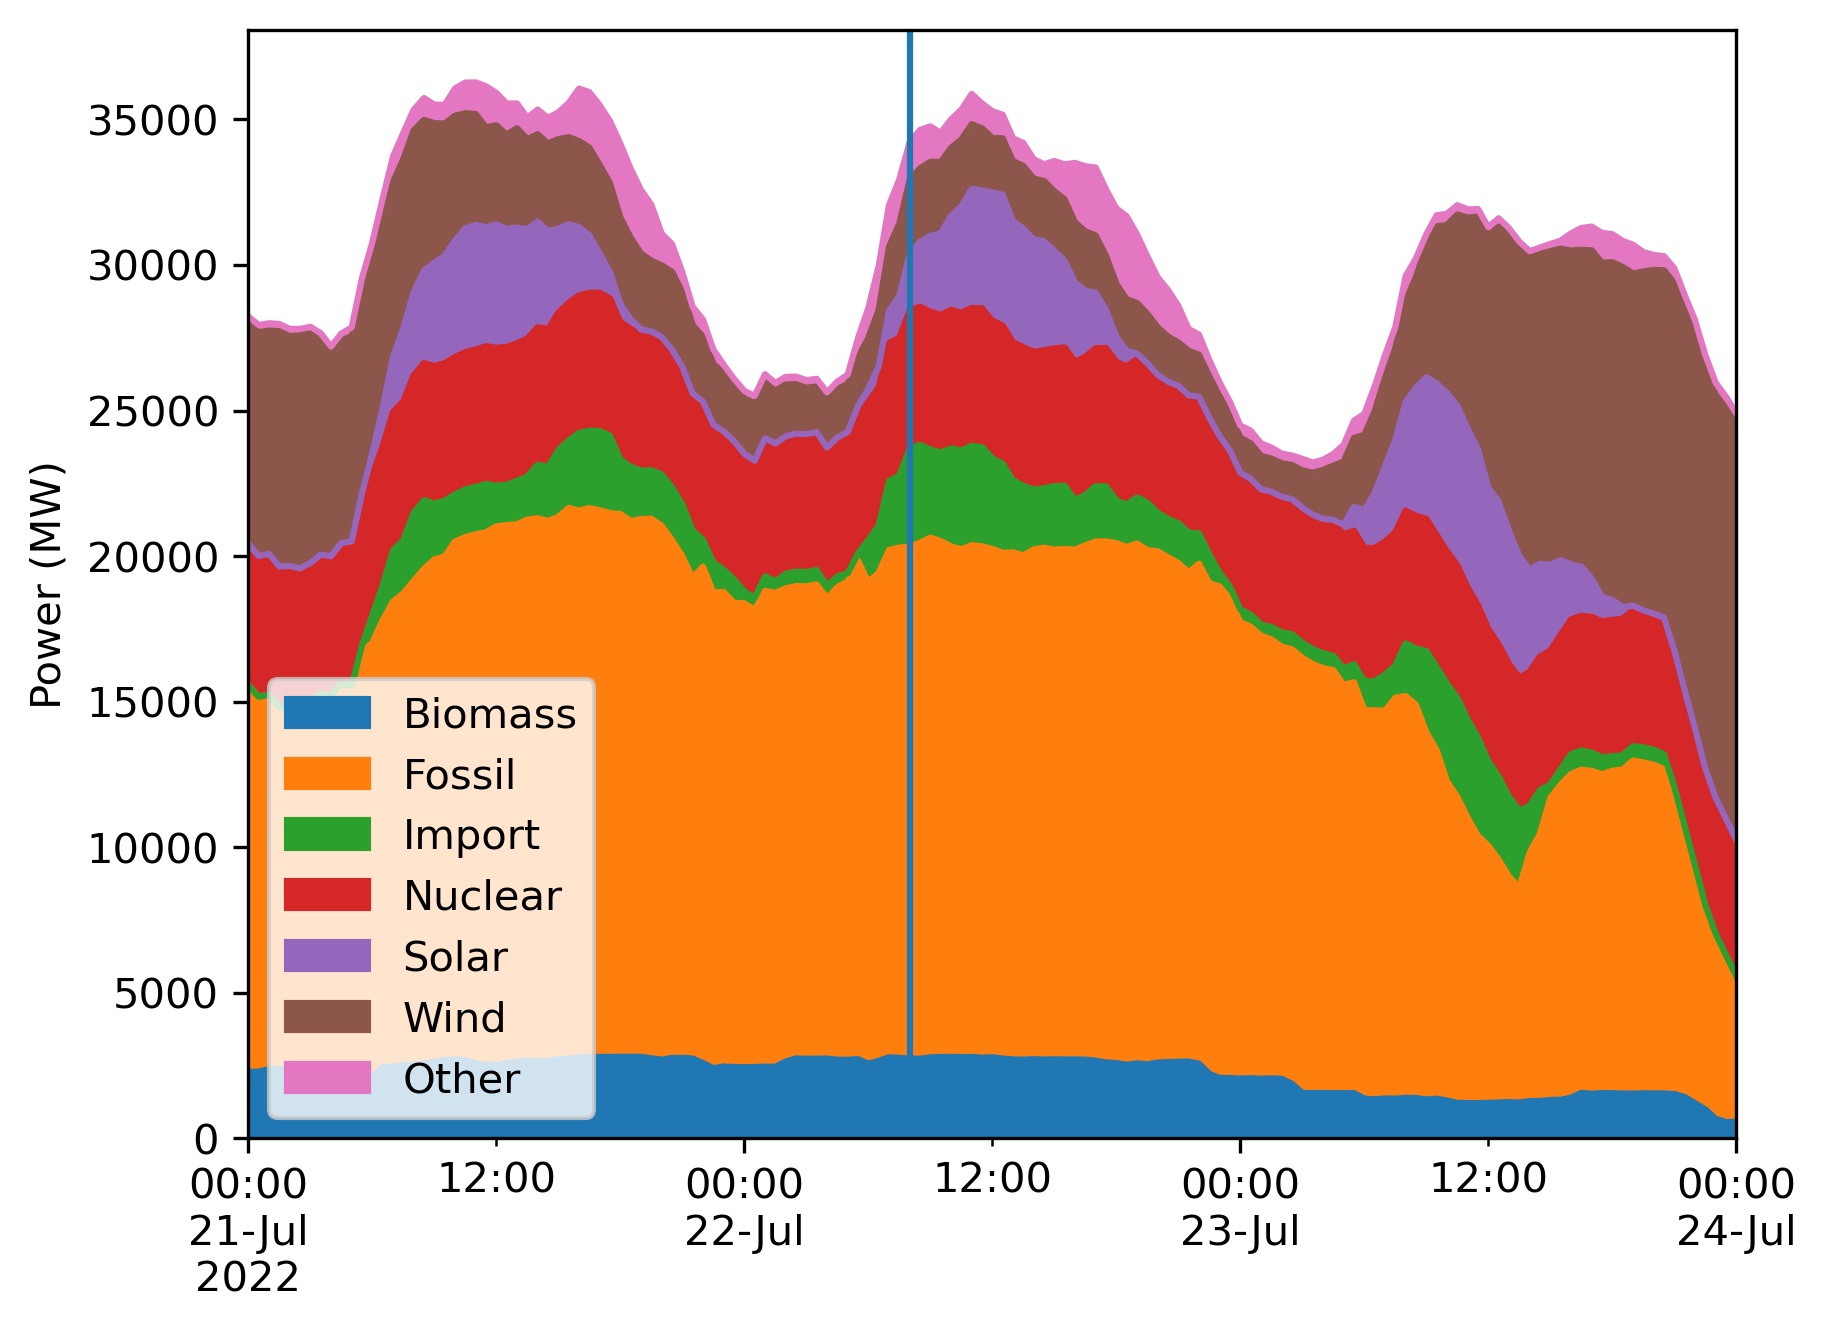 Power (MW)
35000
30000
25000
20000
15000
10000
5000
0
Biomass
Fossil
Import
Nuclear
Solar
Wind
Other
00:00 12:00 00:00 12:00 00:00 12:00 00:00
21-Jul 22-Jul 23-Jul 24-Jul
2022